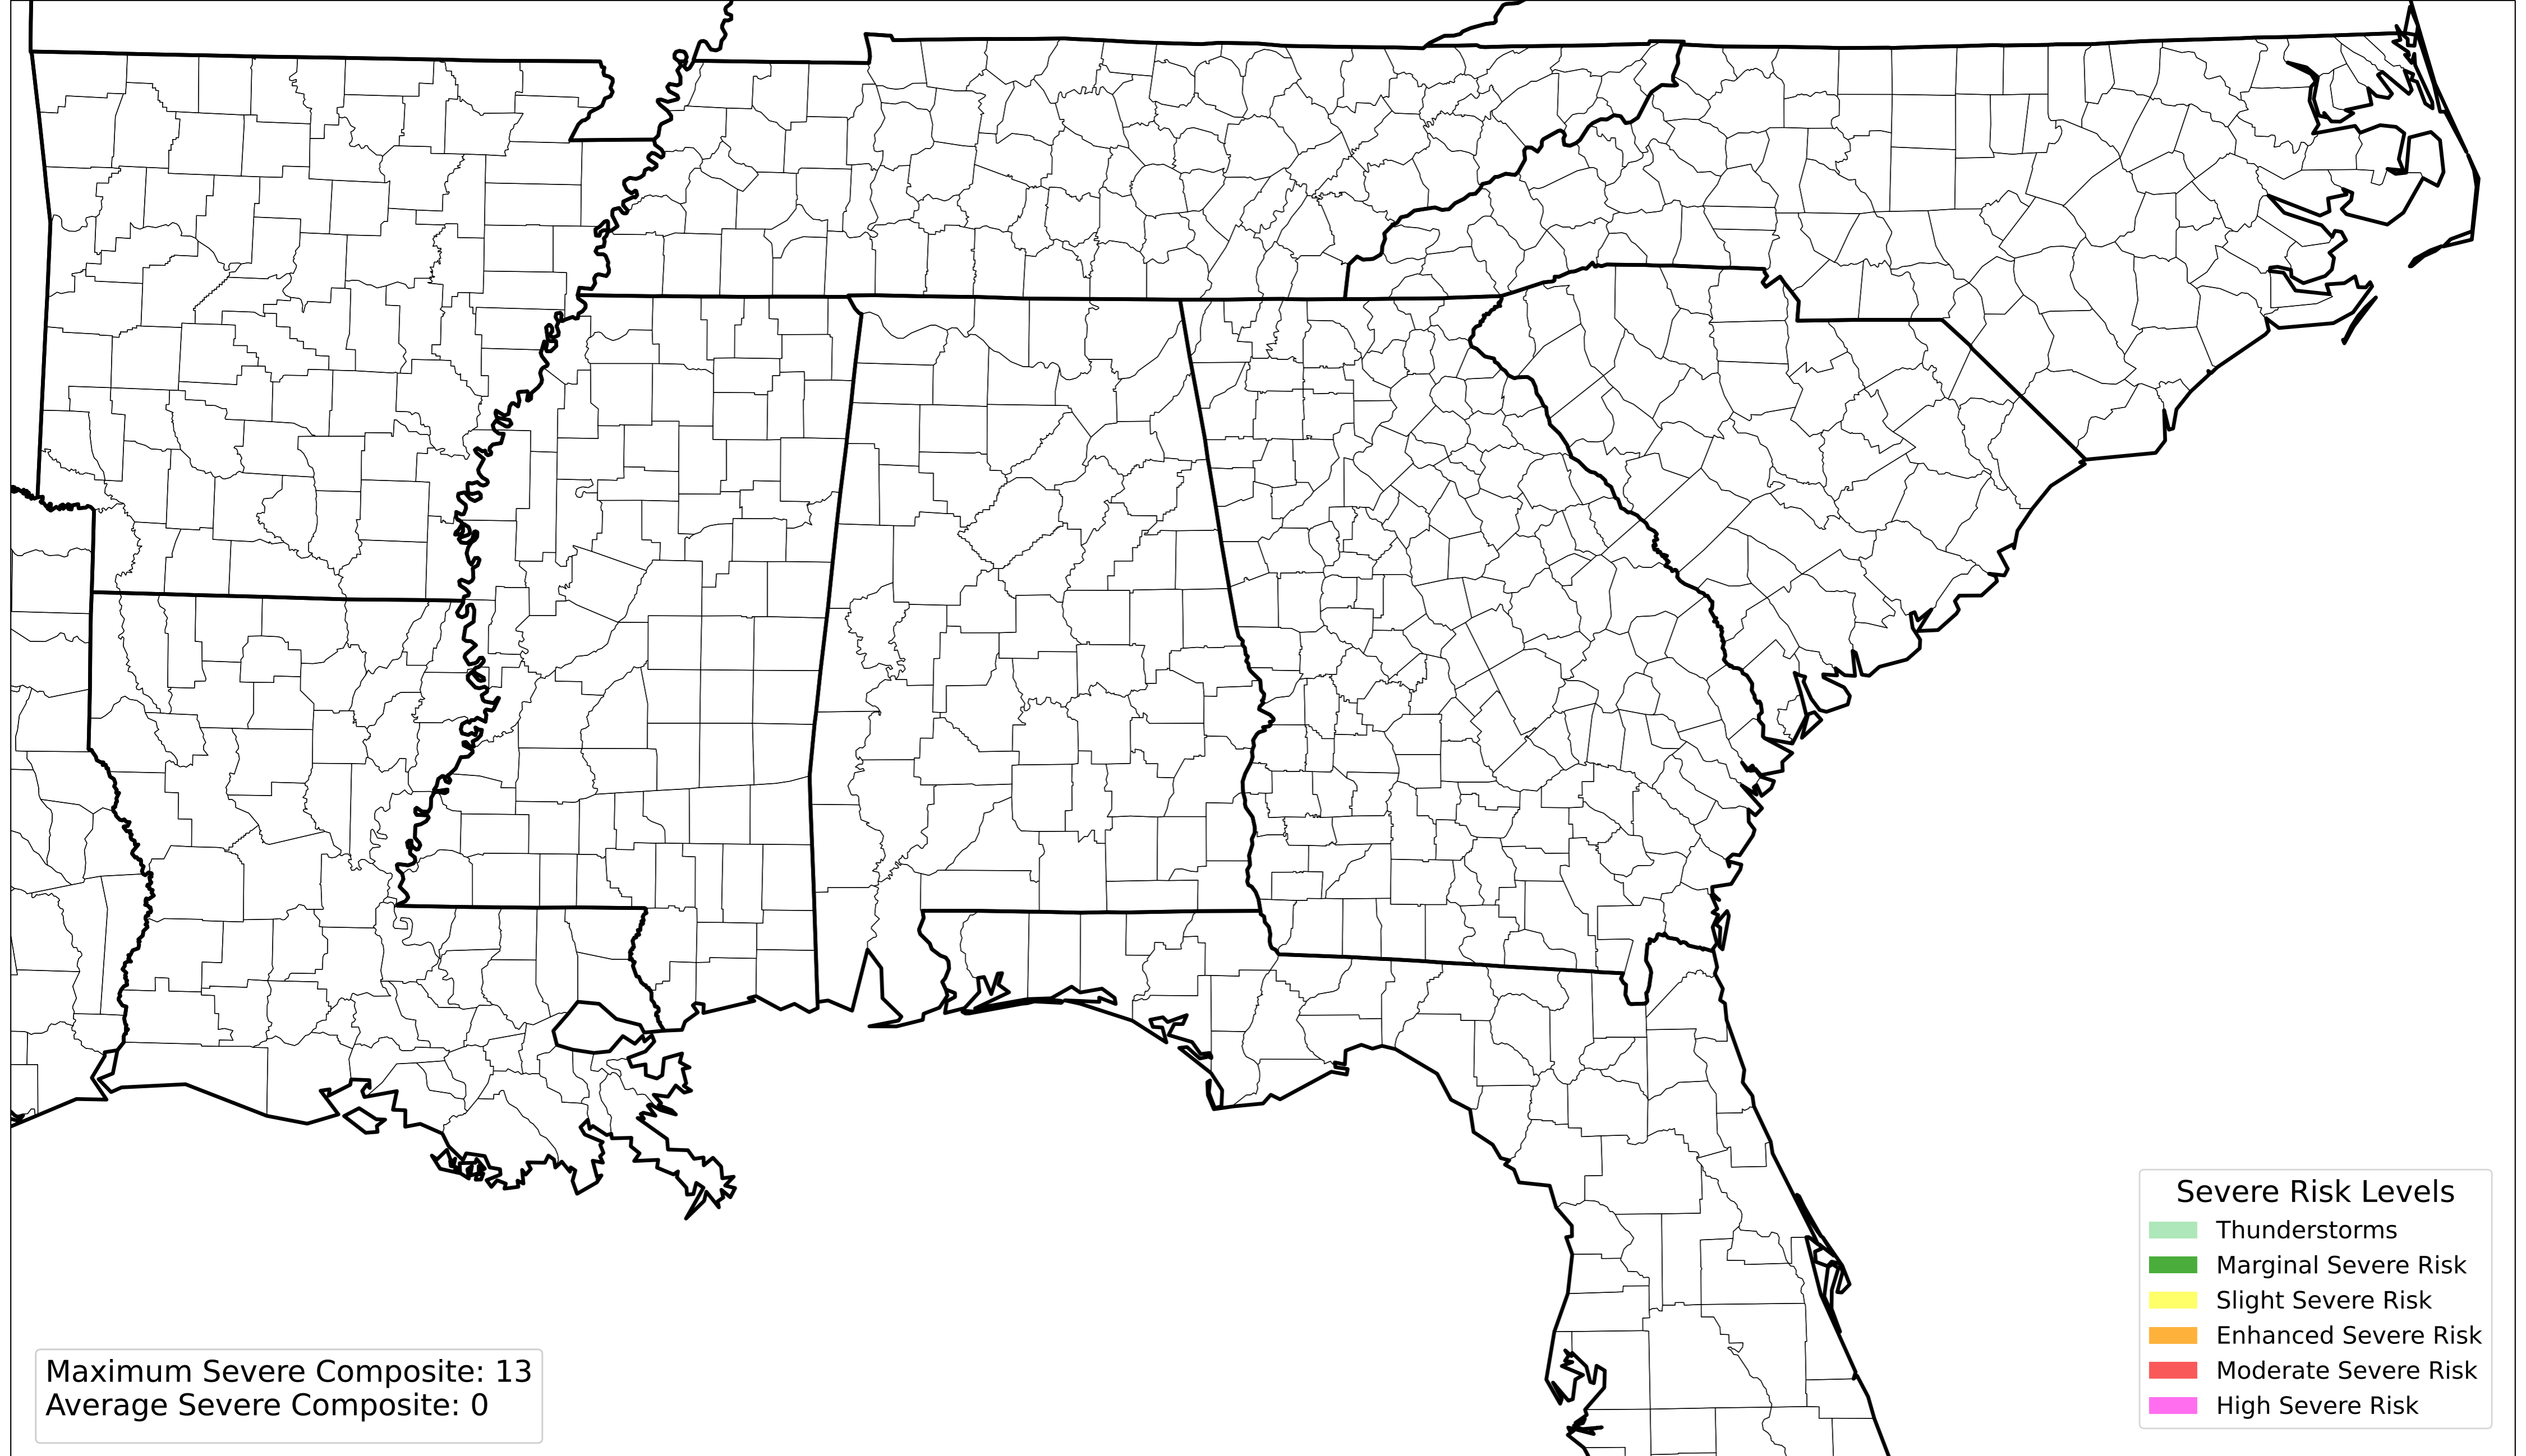 Severe Risk Levels
Thunderstorms
Marginal Severe Risk
Slight Severe Risk
Enhanced Severe Risk
Moderate Severe Risk
High Severe Risk
Maximum Severe Composite: 13
Average Severe Composite: 0